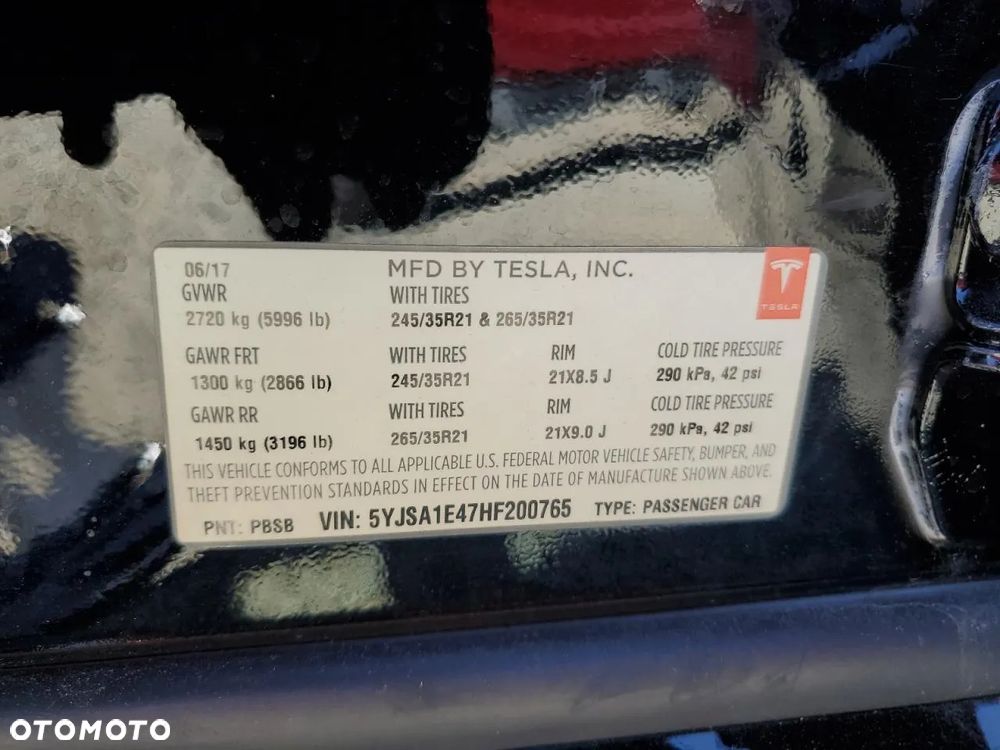 06/17 MFD BY TESLA, INC.
TESLA
GVWR WITH TIRES
2720 kg (5996 lb) 245/35R21 & 265/35R21
GAWR FRT WITH TIRES RIM COLD TIRE PRESSURE
1300 kg (2866 lb) 245/35R21 21X8.5 J 290 kPa, 42 psi
GAWR RR WITH TIRES RIM COLD TIRE PRESSURE
1450 kg (3196 lb) 265/35R21 21X9.0 J 290 kPa, 42 psi
THIS VEHICLE CONFORMS TO ALL APPLICABLE U.S. FEDERAL MOTOR VEHICLE SAFETY, BUMPER, AND
THEFT PREVENTION STANDARDS IN EFFECT ON THE DATE OF MANUFACTURE SHOWN ABOVE.
PNT: PBSB VIN: 5YJSA1E47HF200765 TYPE: PASSENGER CAR
OTOMOTO